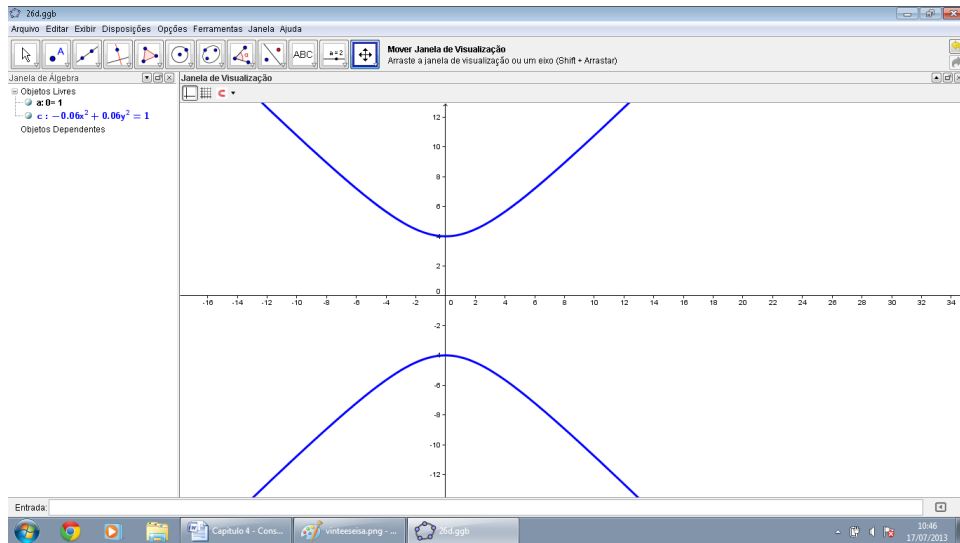 26d.ggb
Arquivo Editar Exibir Disposições Opções Ferramentas Janela Ajuda
A
α
ABC
a=2
Mover Janela de Visualização
Arraste a janela de visualização ou um eixo (Shift + Arrastar)
Janela de Álgebra
Janela de Visualização
Objetos Livres
a: 0= 1
c : −0.06x² + 0.06y² = 1
Objetos Dependentes
12
10
8
6
4
2
0
-16 -14 -12 -10 -8 -6 -4 -2 0 2 4 6 8 10 12 14 16 18 20 22 24 26 28 30 32 34
-2
-4
-6
-8
-10
-12
Entrada:
Capitulo 4 - Cons...
vinteeseisa.png - ...
26d.ggb
10:46
17/07/2013